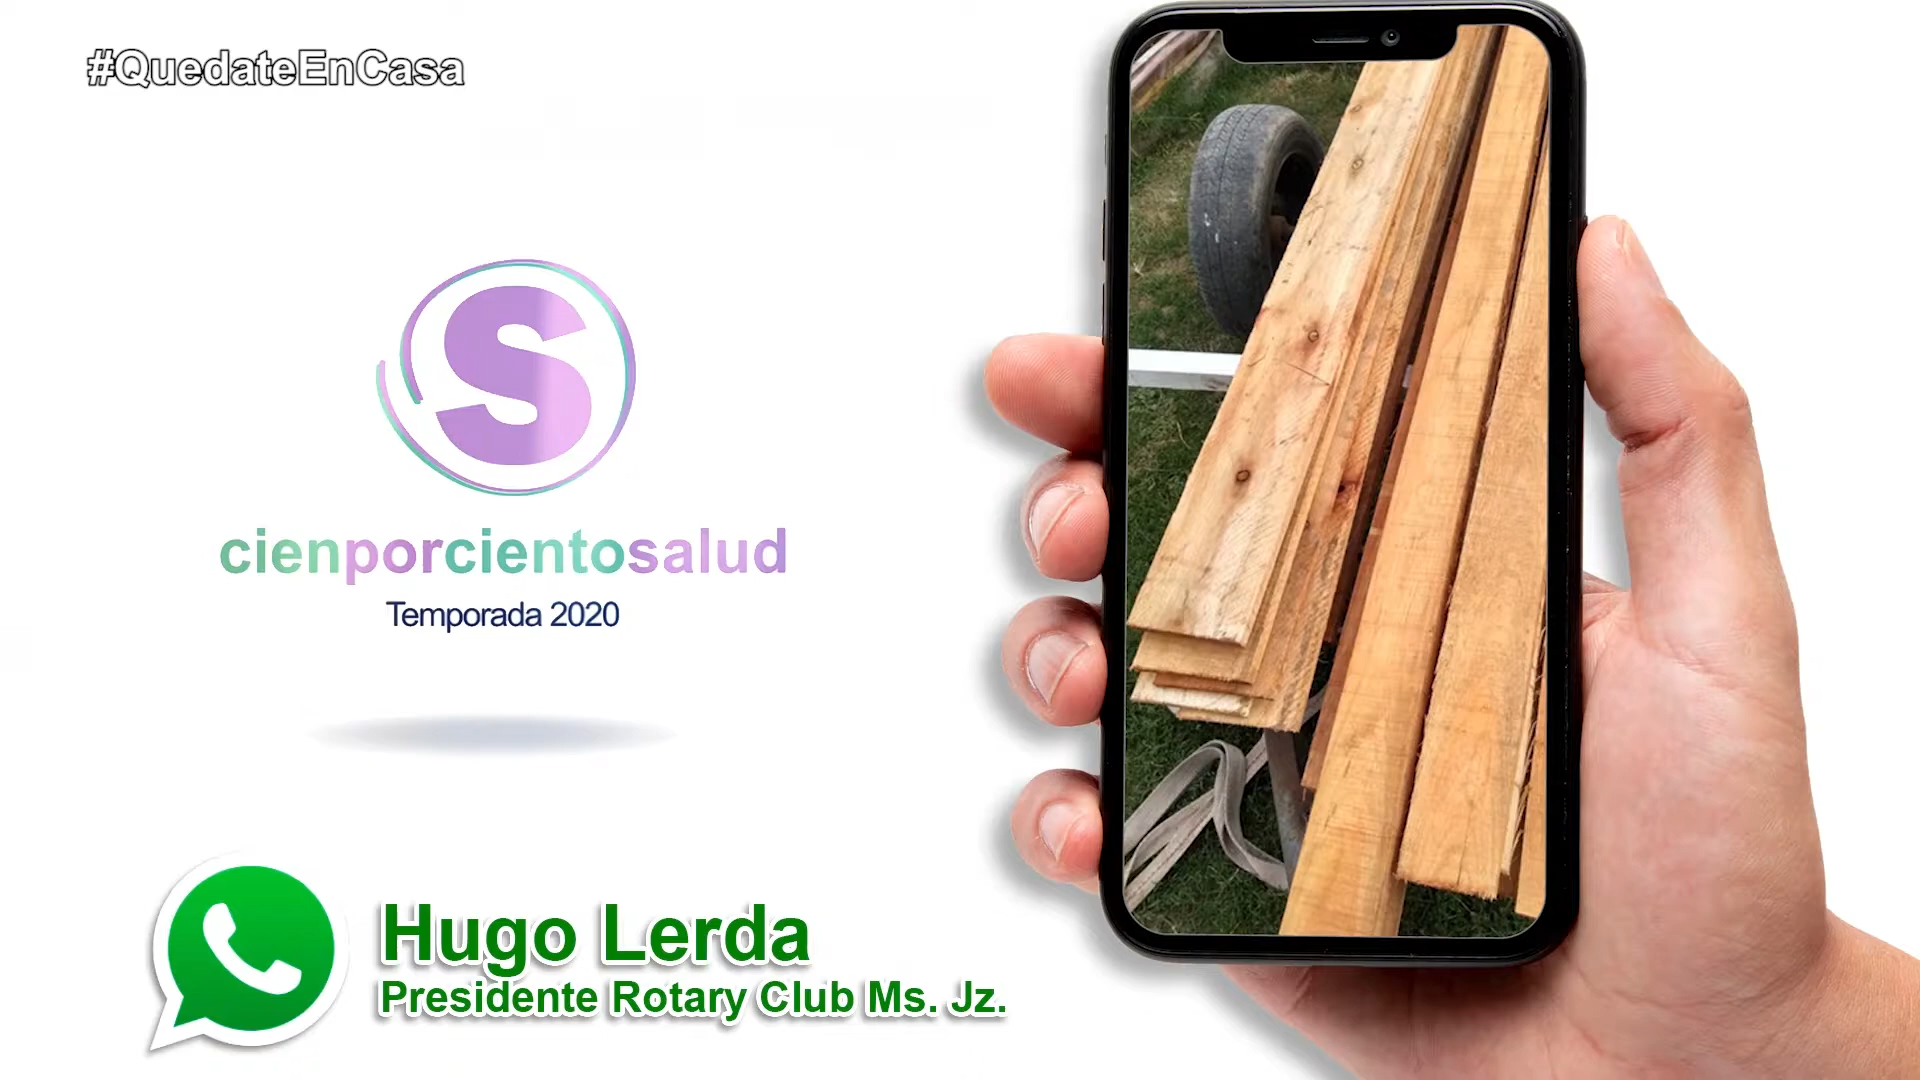 #QuedateEnCasa
S
cienporcientosalud
Temporada 2020
Hugo Lerda
Presidente Rotary Club Ms. Jz.